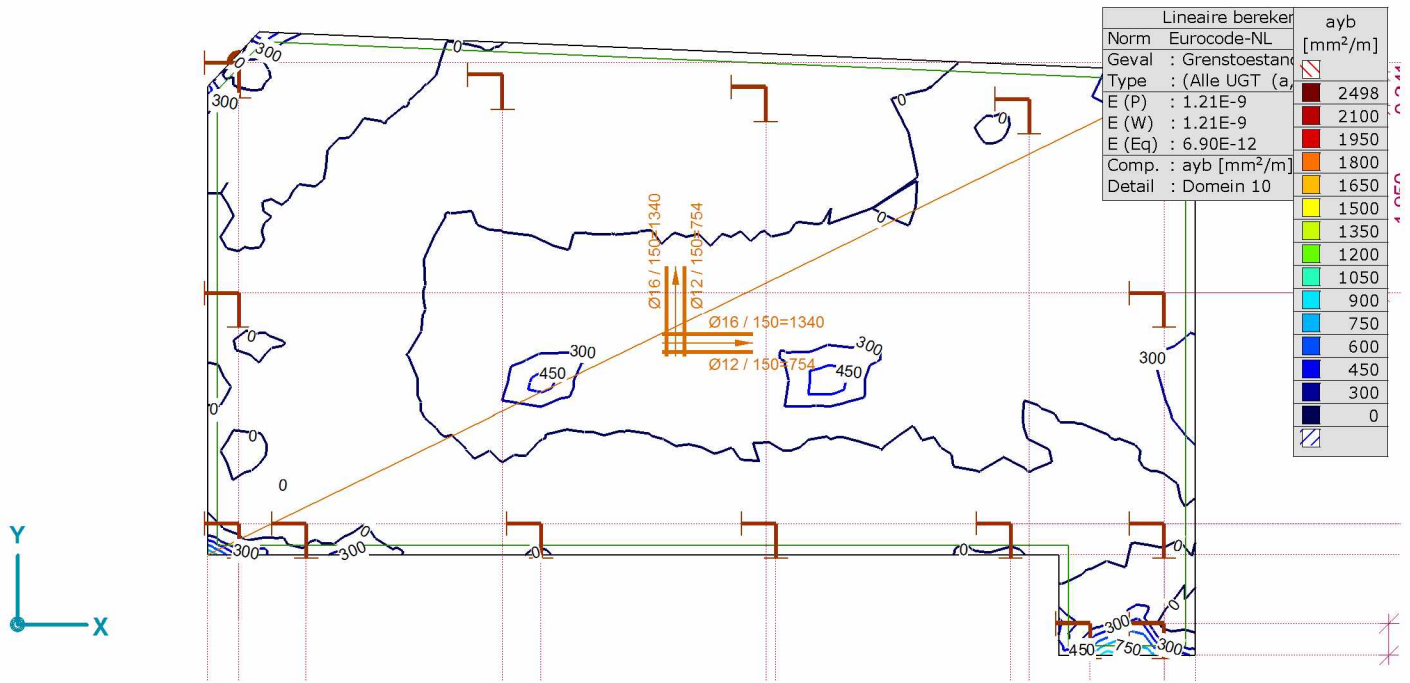 Lineaire bereker
Norm Eurocode-NL
Geval : Grenstoestan
Type : (Alle UGT (a,
E (P) : 1.21E-9
E (W) : 1.21E-9
E (Eq) : 6.90E-12
Comp. : ayb [mm²/m]
Detail : Domein 10
ayb
[mm²/m]
2498
2100
1950
1800
1650
1500
1350
1200
1050
900
750
600
450
300
0
300
0
300
0
0
0
0
Ø16 / 150=1340
Ø12 / 150=754
Ø16 / 150=1340
Ø12 / 150=754
300
450
300
450
300
0
0
0
0
300
0
300
0
0
0
0
300
450
750
300
Y
X